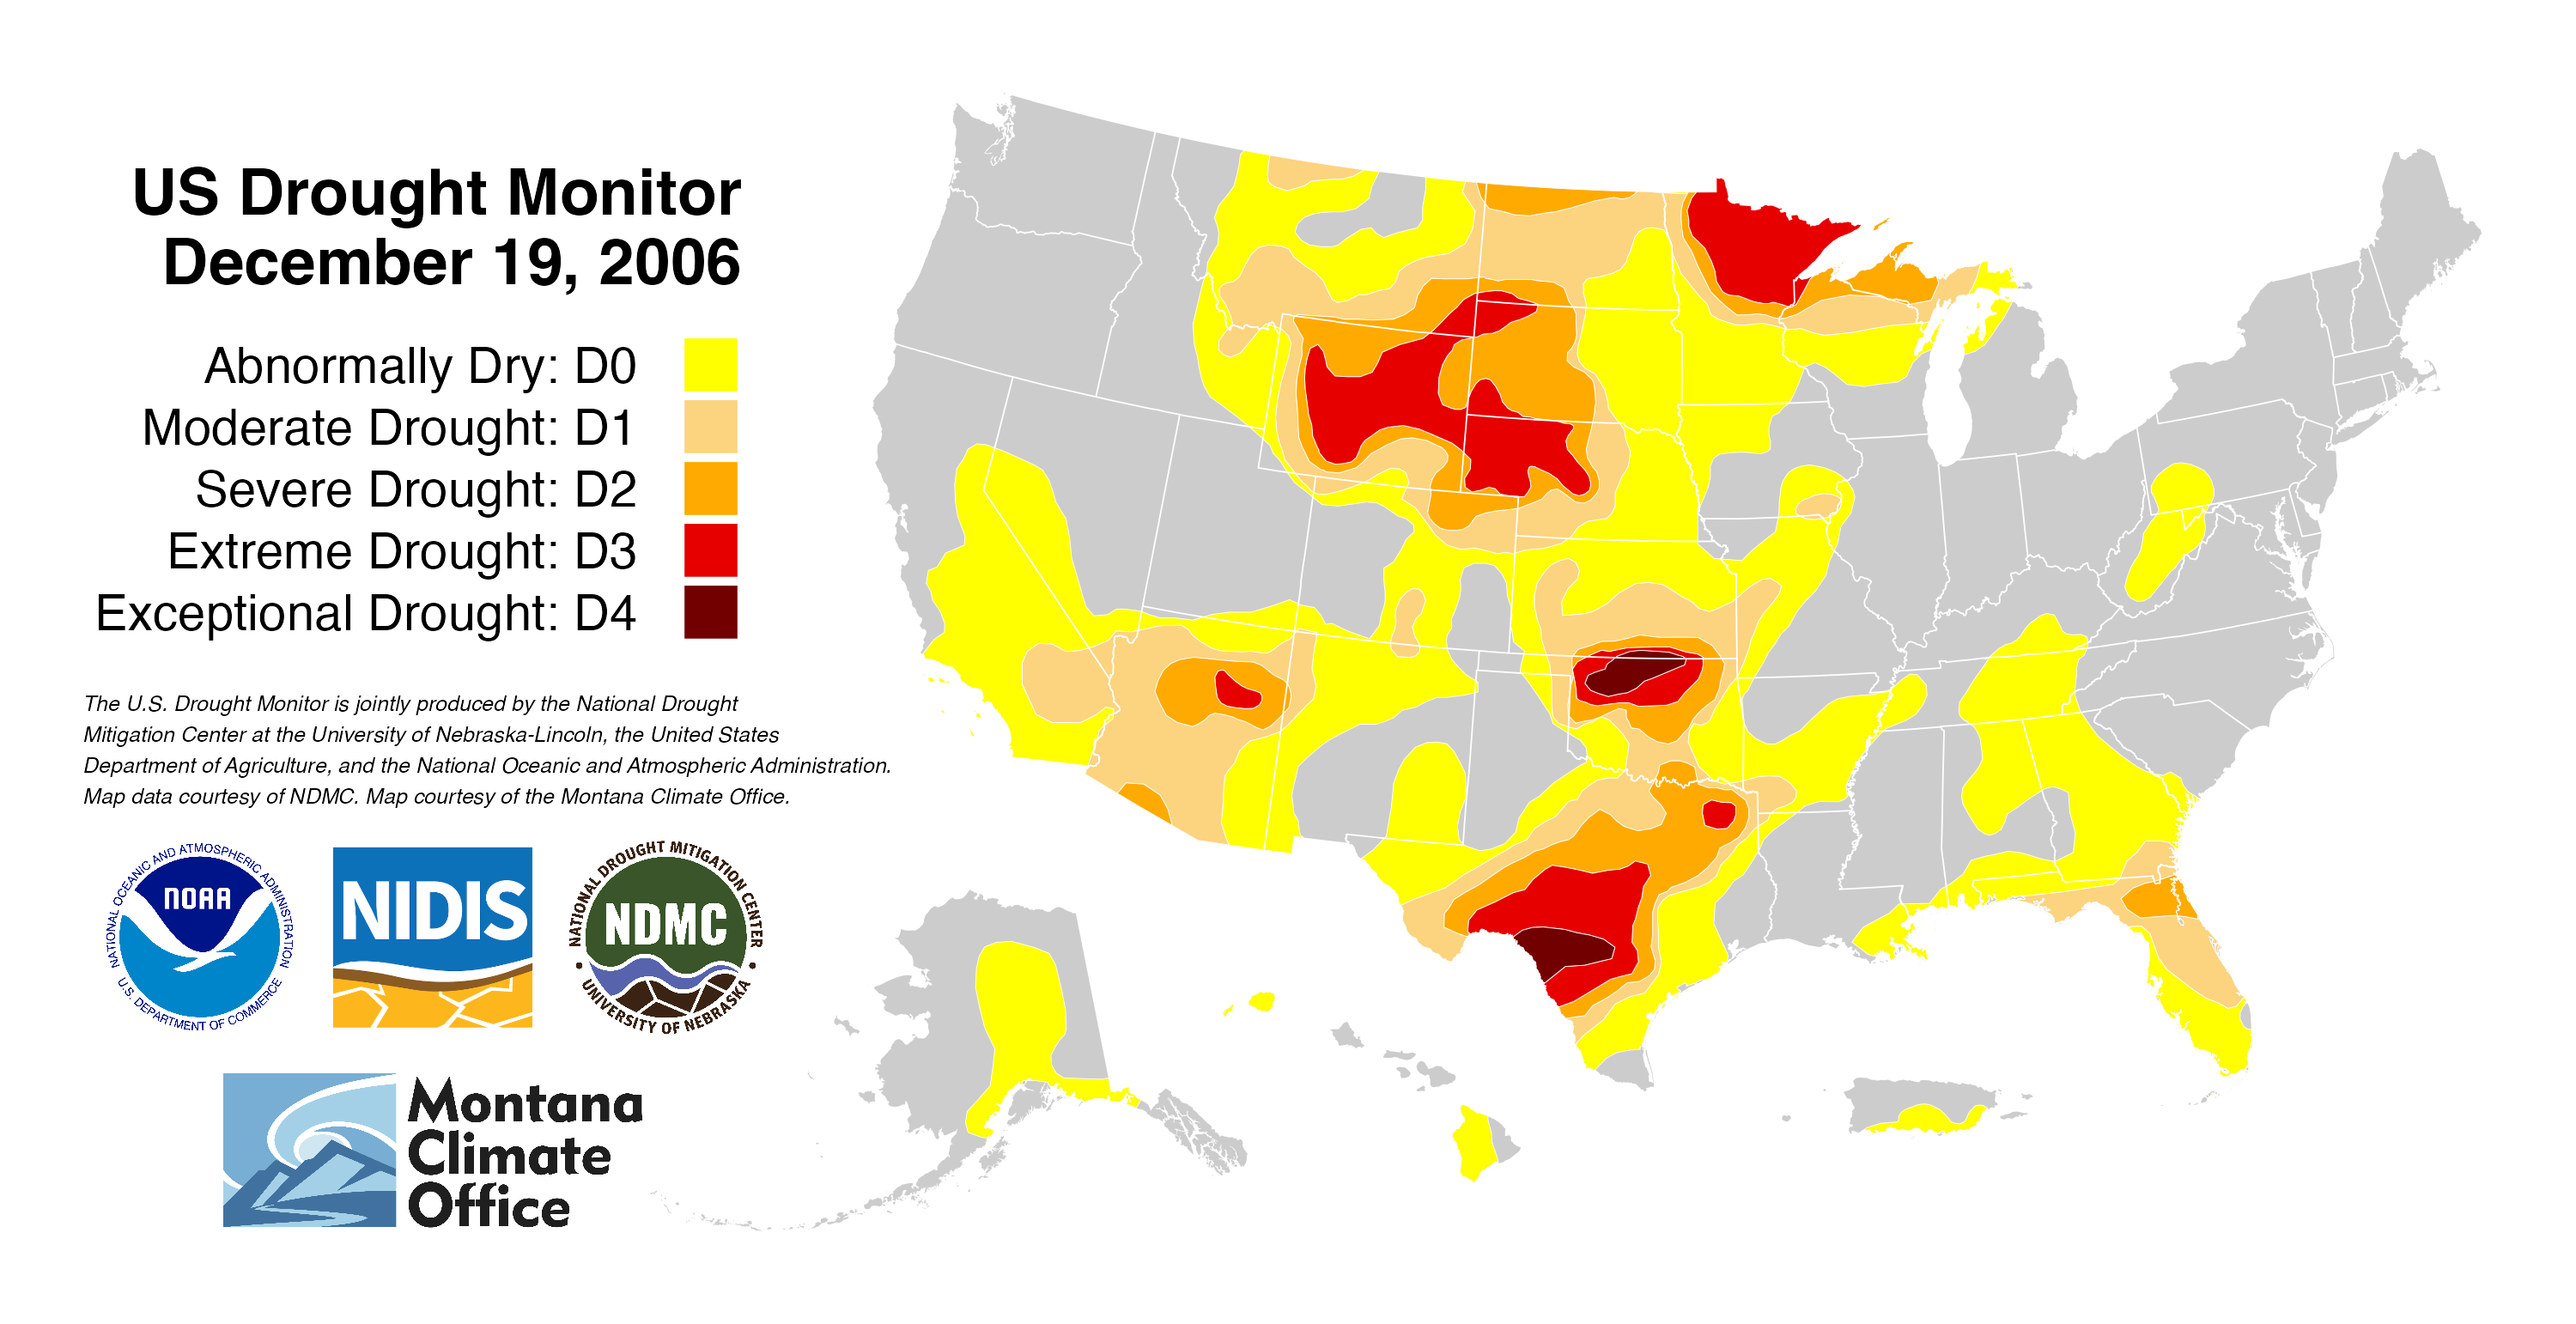 US Drought Monitor
December 19, 2006
Abnormally Dry: D0
Moderate Drought: D1
Severe Drought: D2
Extreme Drought: D3
Exceptional Drought: D4
The U.S. Drought Monitor is jointly produced by the National Drought
Mitigation Center at the University of Nebraska-Lincoln, the United States
Department of Agriculture, and the National Oceanic and Atmospheric Administration.
Map data courtesy of NDMC. Map courtesy of the Montana Climate Office.
NATIONAL OCEANIC AND ATMOSPHERIC ADMINISTRATION
NOAA
U.S. DEPARTMENT OF COMMERCE
NIDIS
NATIONAL DROUGHT MITIGATION CENTER
NDMC
UNIVERSITY OF NEBRASKA
Montana
Climate
Office